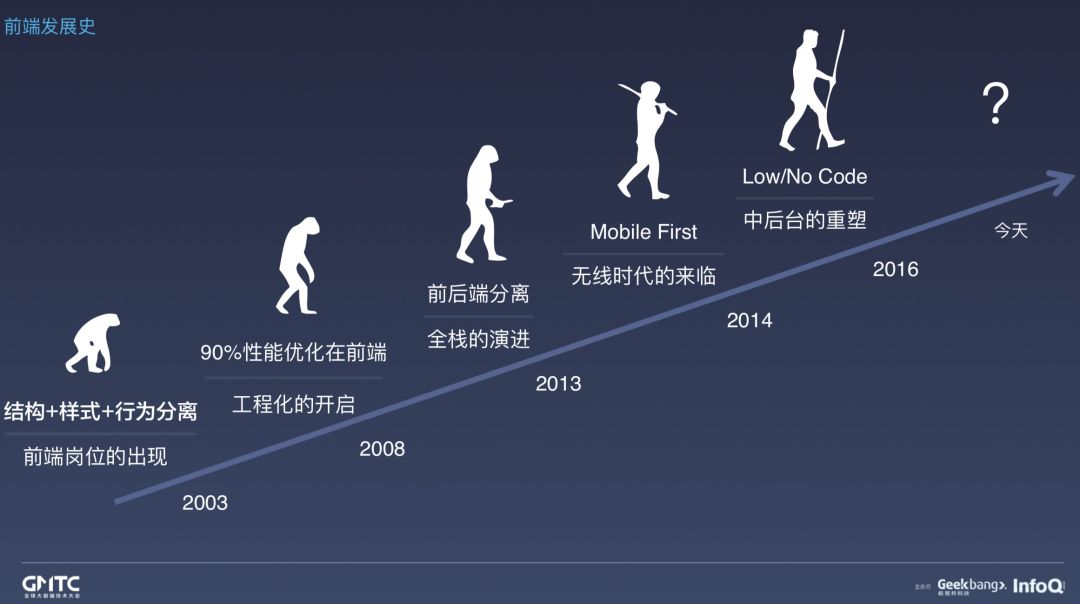 前端发展史
?
Low/No Code
中后台的重塑
Mobile First
无线时代的来临
前后端分离
全栈的演进
90%性能优化在前端
工程化的开启
结构+样式+行为分离
前端岗位的出现
2003
2008
2013
2014
2016
今天
GMTC
全球大前端技术大会
主办方
Geekbang>.
极客邦科技
InfoQ